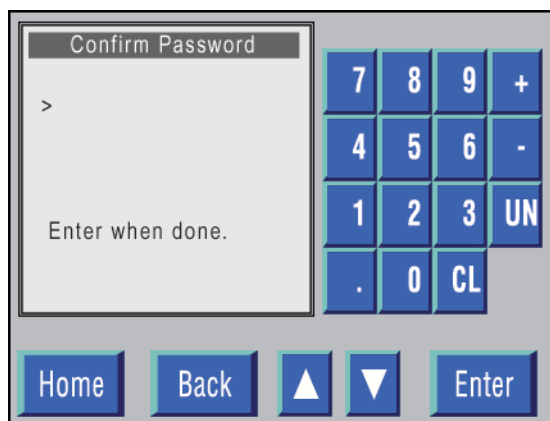 Confirm Password
>
Enter when done.
7 8 9 +
4 5 6 -
1 2 3 UN
. 0 CL
Home Back ▲ ▼ Enter